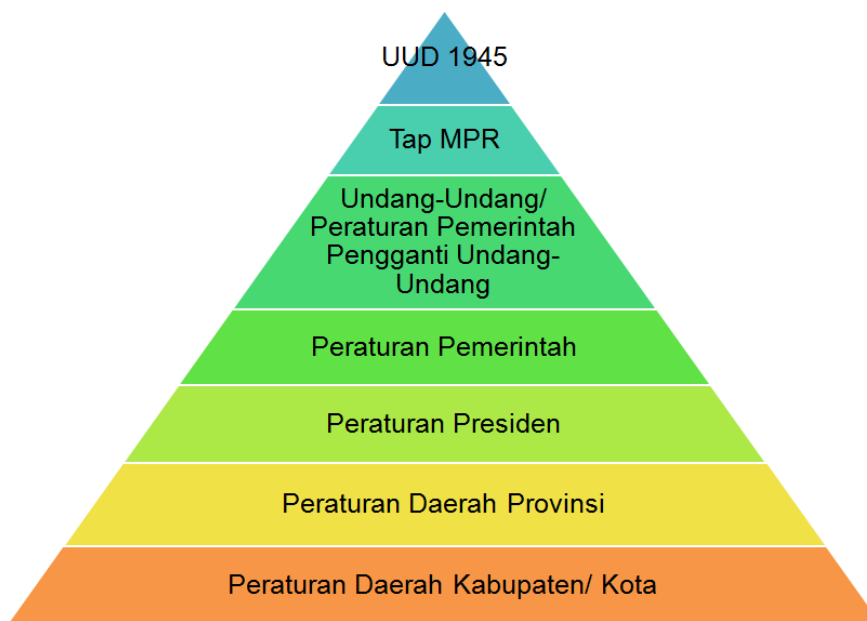 UUD 1945
Tap MPR
Undang-Undang/
Peraturan Pemerintah
Pengganti Undang-
Undang
Peraturan Pemerintah
Peraturan Presiden
Peraturan Daerah Provinsi
Peraturan Daerah Kabupaten/ Kota